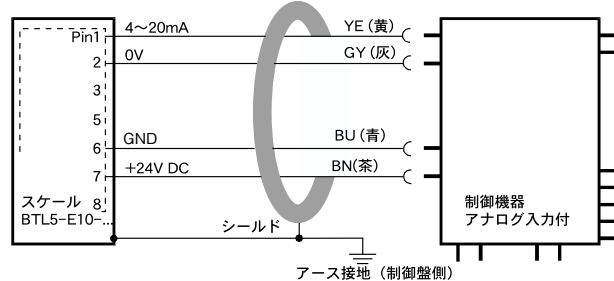 Pin1 4～20mA YE（黄）
2 0V GY（灰）
3
5
6 GND BU（青）
7 +24V DC BN(茶）
8
スケール
BTL5-E10-...
制御機器
アナログ入力付
シールド
アース接地（制御盤側）